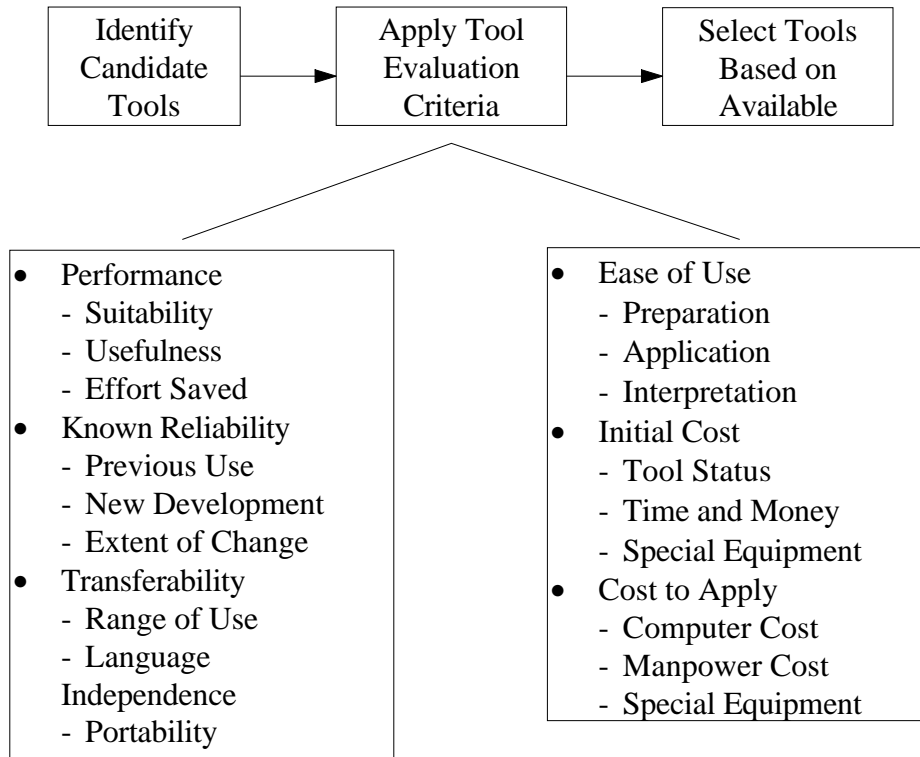 Identify
Candidate
Tools
Apply Tool
Evaluation
Criteria
Select Tools
Based on
Available
• Performance
- Suitability
- Usefulness
- Effort Saved
• Known Reliability
- Previous Use
- New Development
- Extent of Change
• Transferability
- Range of Use
- Language
Independence
- Portability
• Ease of Use
- Preparation
- Application
- Interpretation
• Initial Cost
- Tool Status
- Time and Money
- Special Equipment
• Cost to Apply
- Computer Cost
- Manpower Cost
- Special Equipment